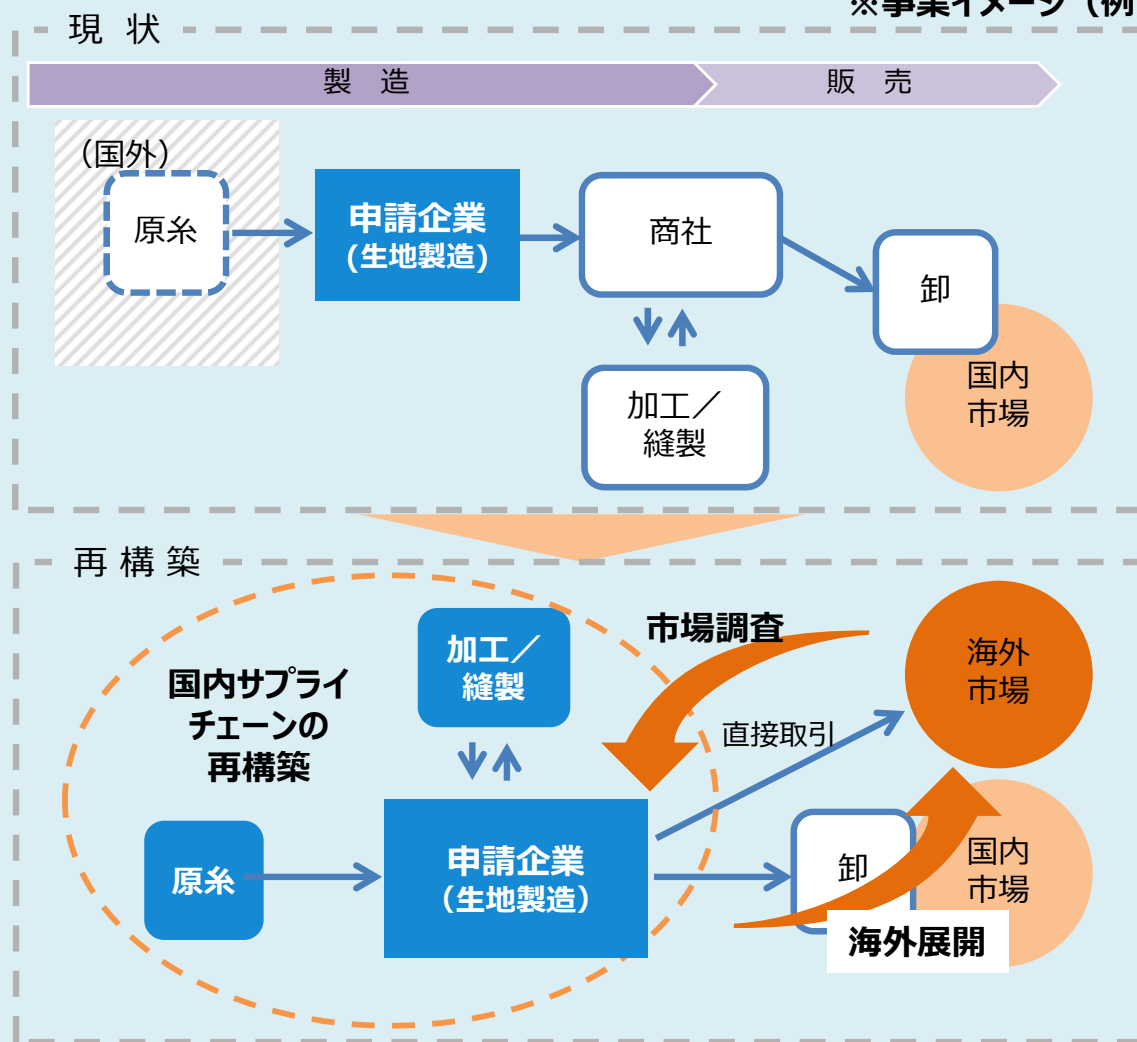 ※事業イメージ（例
現 状
製 造
販 売
（国外）
原糸
申請企業
(生地製造)
商社
卸
国内
市場
加工／
縫製
再 構 築
加工／
縫製
市場調査
海外
市場
国内サプライ
チェーンの
再構築
直接取引
原糸
申請企業
（生地製造）
卸
国内
市場
海外展開